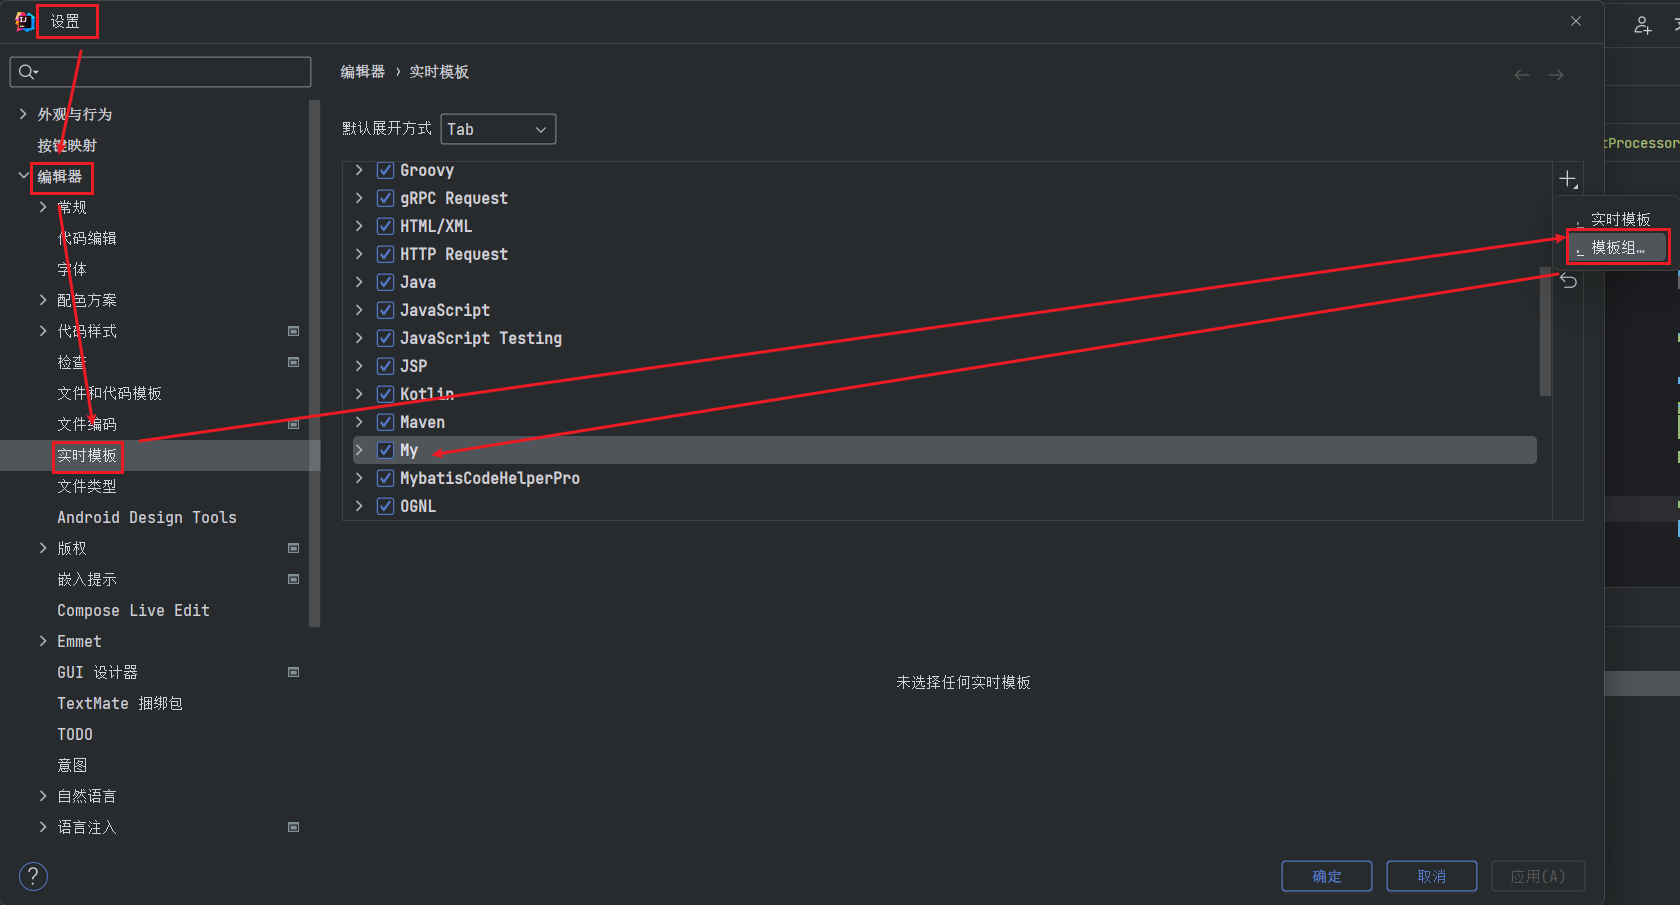 设置
编辑器 › 实时模板
外观与行为
按键映射
编辑器
常规
代码编辑
字体
配色方案
代码样式
检查
文件和代码模板
文件编码
实时模板
文件类型
Android Design Tools
版权
嵌入提示
Compose Live Edit
Emmet
GUI 设计器
TextMate 捆绑包
TODO
意图
自然语言
语言注入
默认展开方式 Tab
Groovy
gRPC Request
HTML/XML
HTTP Request
Java
JavaScript
JavaScript Testing
JSP
Kotlin
Maven
My
MybatisCodeHelperPro
OGNL
实时模板
模板组...
tProcessor
未选择任何实时模板
?
确定
取消
应用(A)